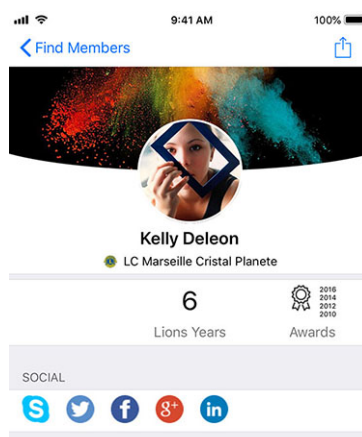 9:41 AM 100%
Find Members
Kelly Deleon
LC Marseille Cristal Planete
6
Lions Years
2016
2014
2012
2010
Awards
SOCIAL